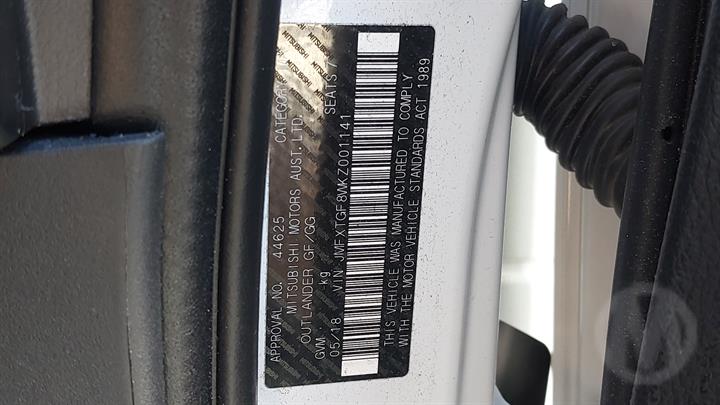 APPROVAL NO. 44625 CATEGORY
MITSUBISHI MOTORS AUST. LTD.
OUTLANDER GF/GG
GVM kg SEATS 7
05/18 VIN JMFXTGF8WKZ001141
THIS VEHICLE WAS MANUFACTURED TO COMPLY
WITH THE MOTOR VEHICLE STANDARDS ACT 1989